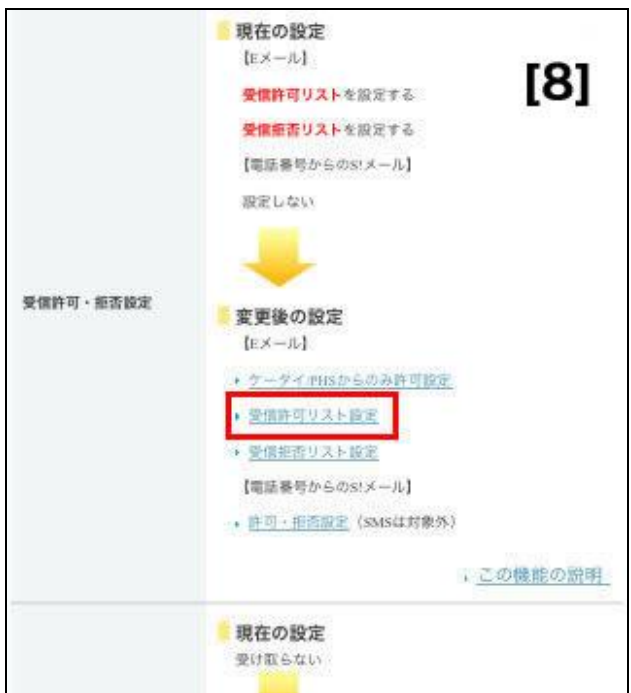 現在の設定
【Eメール】
[8]
受信許可リストを設定する
受信拒否リストを設定する
【電話番号からのS!メール】
設定しない
受信許可・拒否設定
変更後の設定
【Eメール】
ケータイ/PHSからのみ許可設定
受信許可リスト設定
受信拒否リスト設定
【電話番号からのS!メール】
許可・拒否設定（SMSは対象外）
この機能の説明
現在の設定
受け取らない